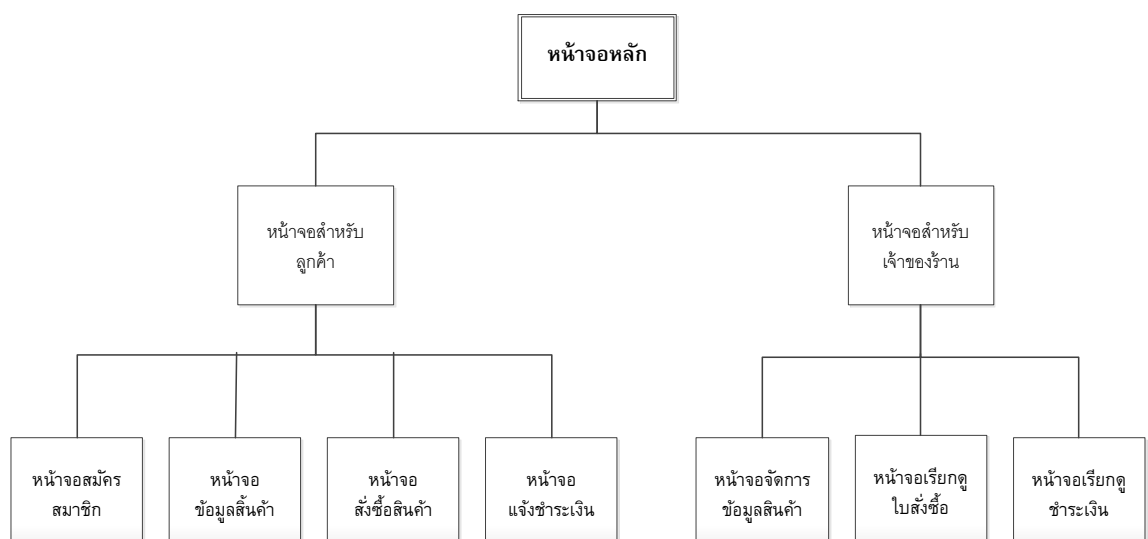 หน้าจอหลัก
หน้าจอสำหรับ
ลูกค้า
หน้าจอสำหรับ
เจ้าของร้าน
หน้าจอสมัคร
สมาชิก
หน้าจอ
ข้อมูลสิ้นค้า
หน้าจอ
สั่งซื้อสินค้า
หน้าจอ
แจ้งชำระเงิน
หน้าจอจัดการ
ข้อมูลสินค้า
หน้าจอเรียกดู
ใบสั่งซื้อ
หน้าจอเรียกดู
ชำระเงิน